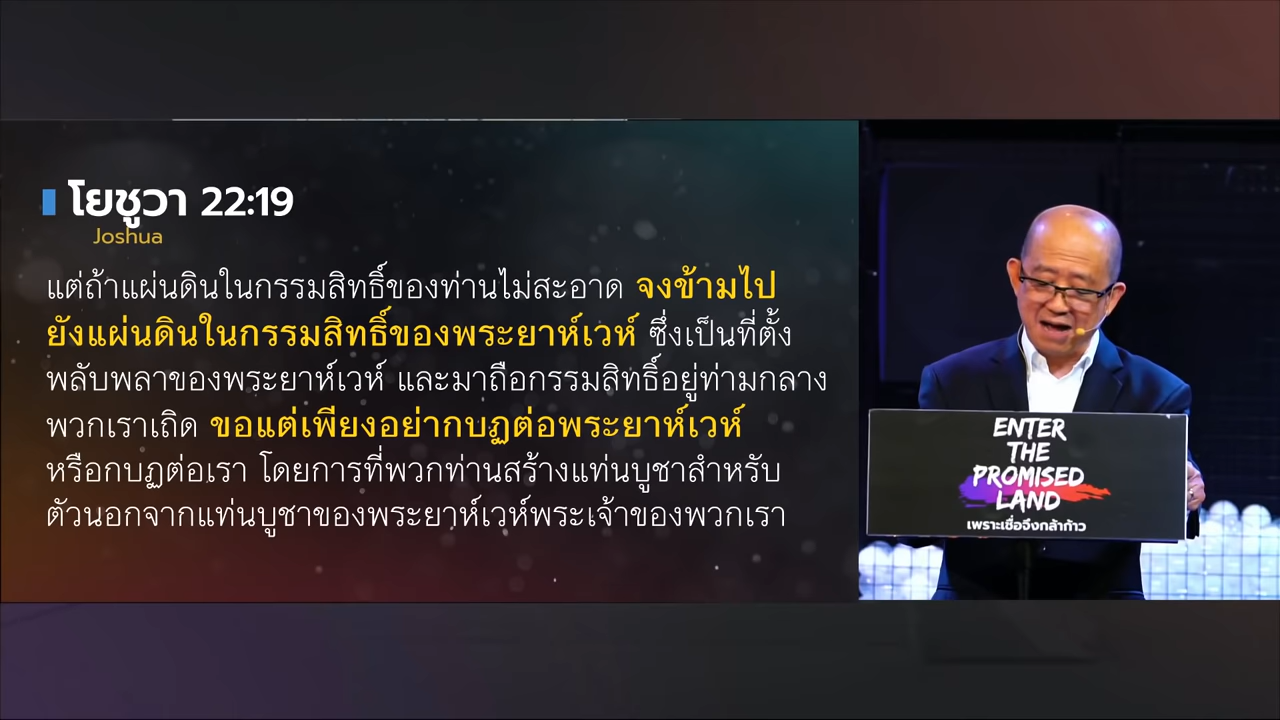 โยชูวา 22:19
Joshua
แต่ถ้าแผ่นดินในกรรมสิทธิ์ของท่านไม่สะอาด จงข้ามไป
ยังแผ่นดินในกรรมสิทธิ์ของพระยาห์เวห์ ซึ่งเป็นที่ตั้ง
พลับพลาของพระยาห์เวห์ และมาถือกรรมสิทธิ์อยู่ท่ามกลาง
พวกเราเถิด ขอแต่เพียงอย่ากบฏต่อพระยาห์เวห์
หรือกบฏต่อเรา โดยการที่พวกท่านสร้างแท่นบูชาสำหรับ
ตัวนอกจากแท่นบูชาของพระยาห์เวห์พระเจ้าของพวกเรา
ENTER
THE
PROMISED
LAND
เพราะเชื่อจึงกล้าก้าว